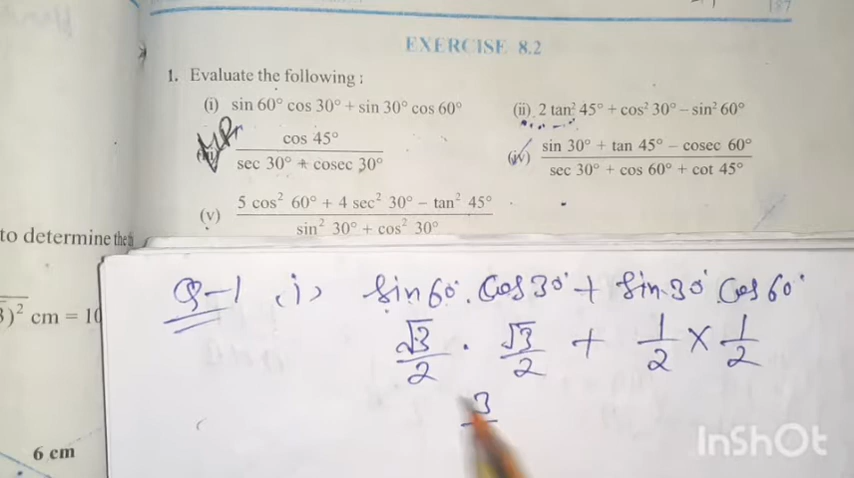 187
EXERCISE 8.2
1. Evaluate the following :
(i) sin 60° cos 30° + sin 30° cos 60° (ii) 2 tan² 45° + cos² 30° – sin² 60°
cos 45° / sec 30° + cosec 30° (iv) sin 30° + tan 45° – cosec 60° / sec 30° + cos 60° + cot 45°
(v) 5 cos² 60° + 4 sec² 30° – tan² 45° / sin² 30° + cos² 30°
to determine the
Q-1 (i) Sin 60°. Cos 30° + Sin 30° Cos 60°
)² cm = 10
√3/2 . √3/2 + 1/2 × 1/2
3
6 cm
InShOt